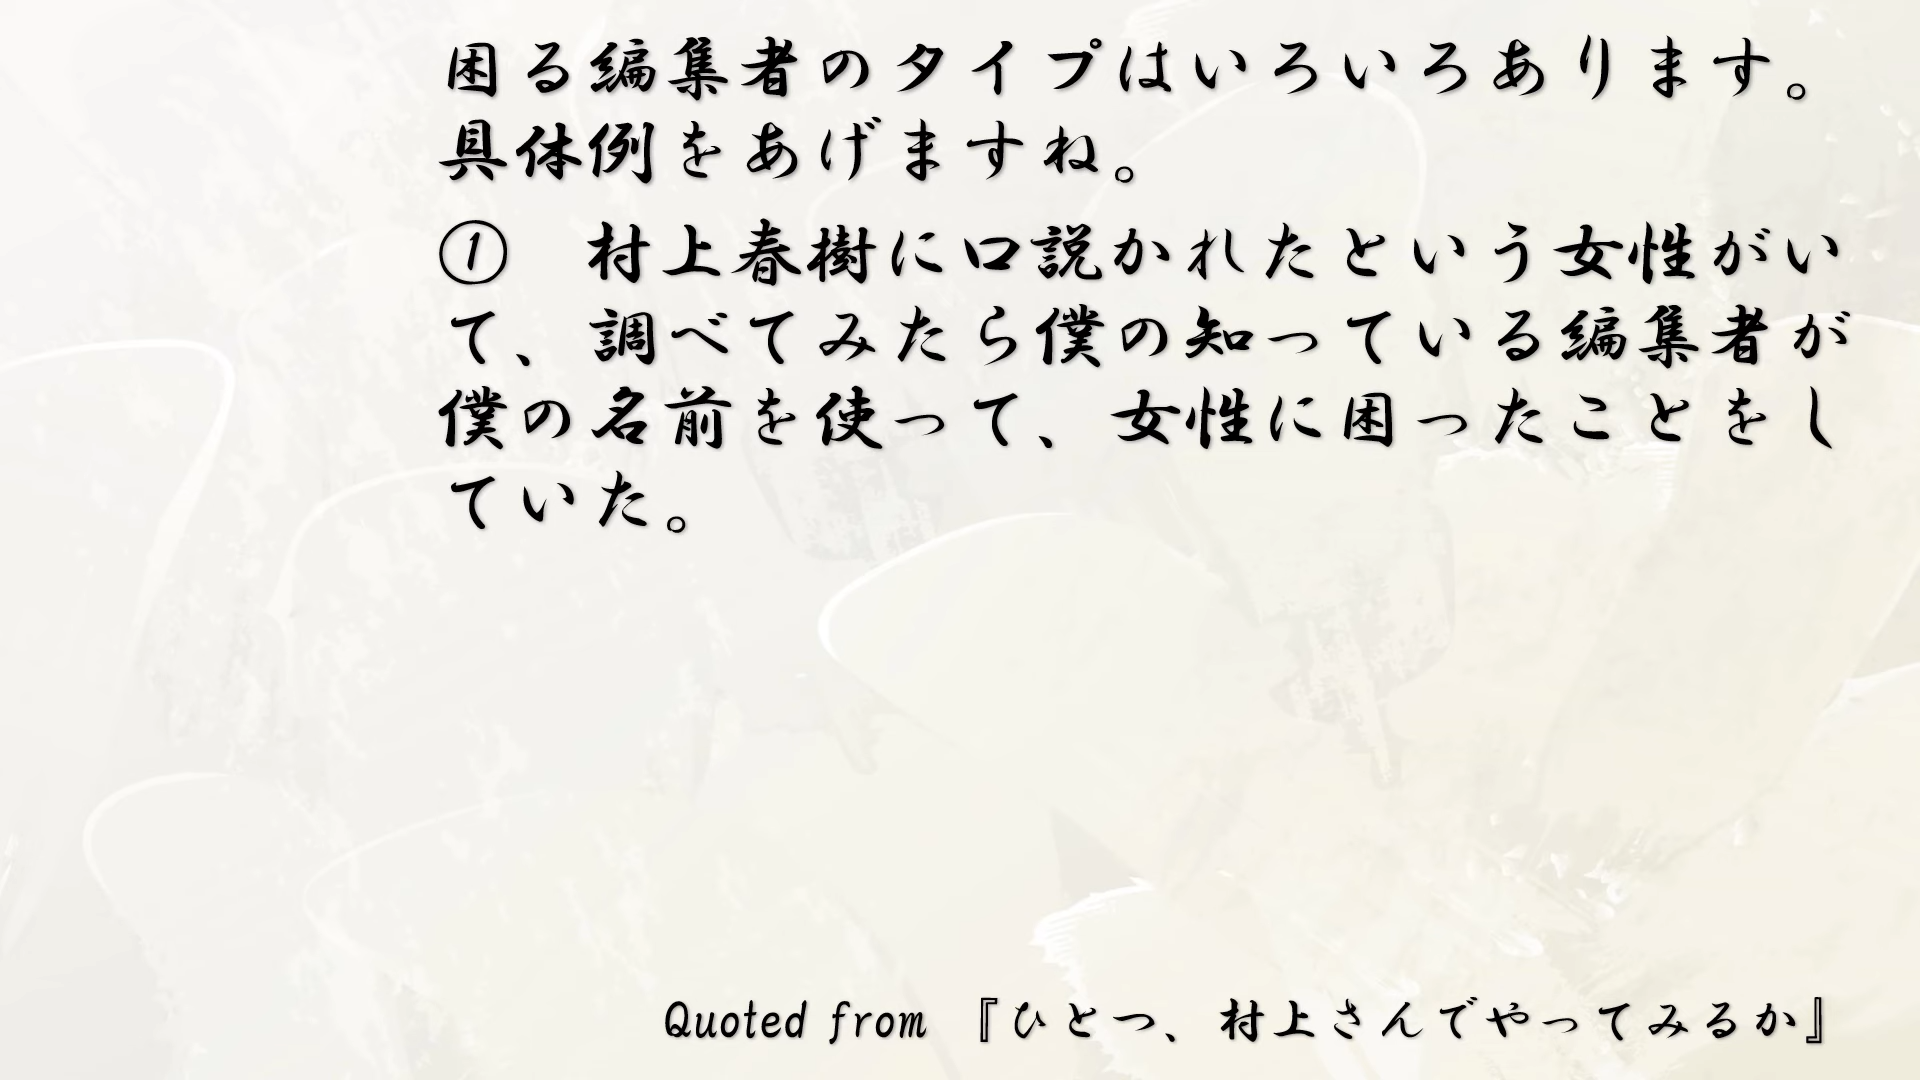 困る編集者のタイプはいろいろあります。
具体例をあげますね。
① 村上春樹に口説かれたという女性がい
て、調べてみたら僕の知っている編集者が
僕の名前を使って、女性に困ったことをし
ていた。
Quoted from 『ひとつ、村上さんでやってみるか』